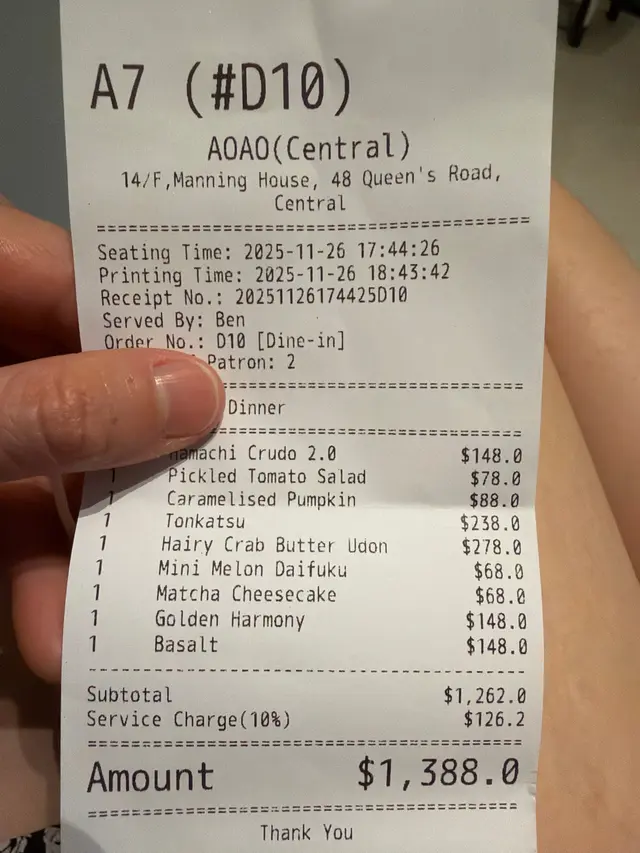 A7 (#D10)
AOAO(Central)
14/F,Manning House, 48 Queen's Road,
Central
Seating Time: 2025-11-26 17:44:26
Printing Time: 2025-11-26 18:43:42
Receipt No.: 20251126174425D10
Served By: Ben
Order No.: D10 [Dine-in]
Patron: 2
Dinner
Hamachi Crudo 2.0 $148.0
1 Pickled Tomato Salad $78.0
1 Caramelised Pumpkin $88.0
1 Tonkatsu $238.0
1 Hairy Crab Butter Udon $278.0
1 Mini Melon Daifuku $68.0
1 Matcha Cheesecake $68.0
1 Golden Harmony $148.0
1 Basalt $148.0
Subtotal $1,262.0
Service Charge(10%) $126.2
Amount $1,388.0
Thank You